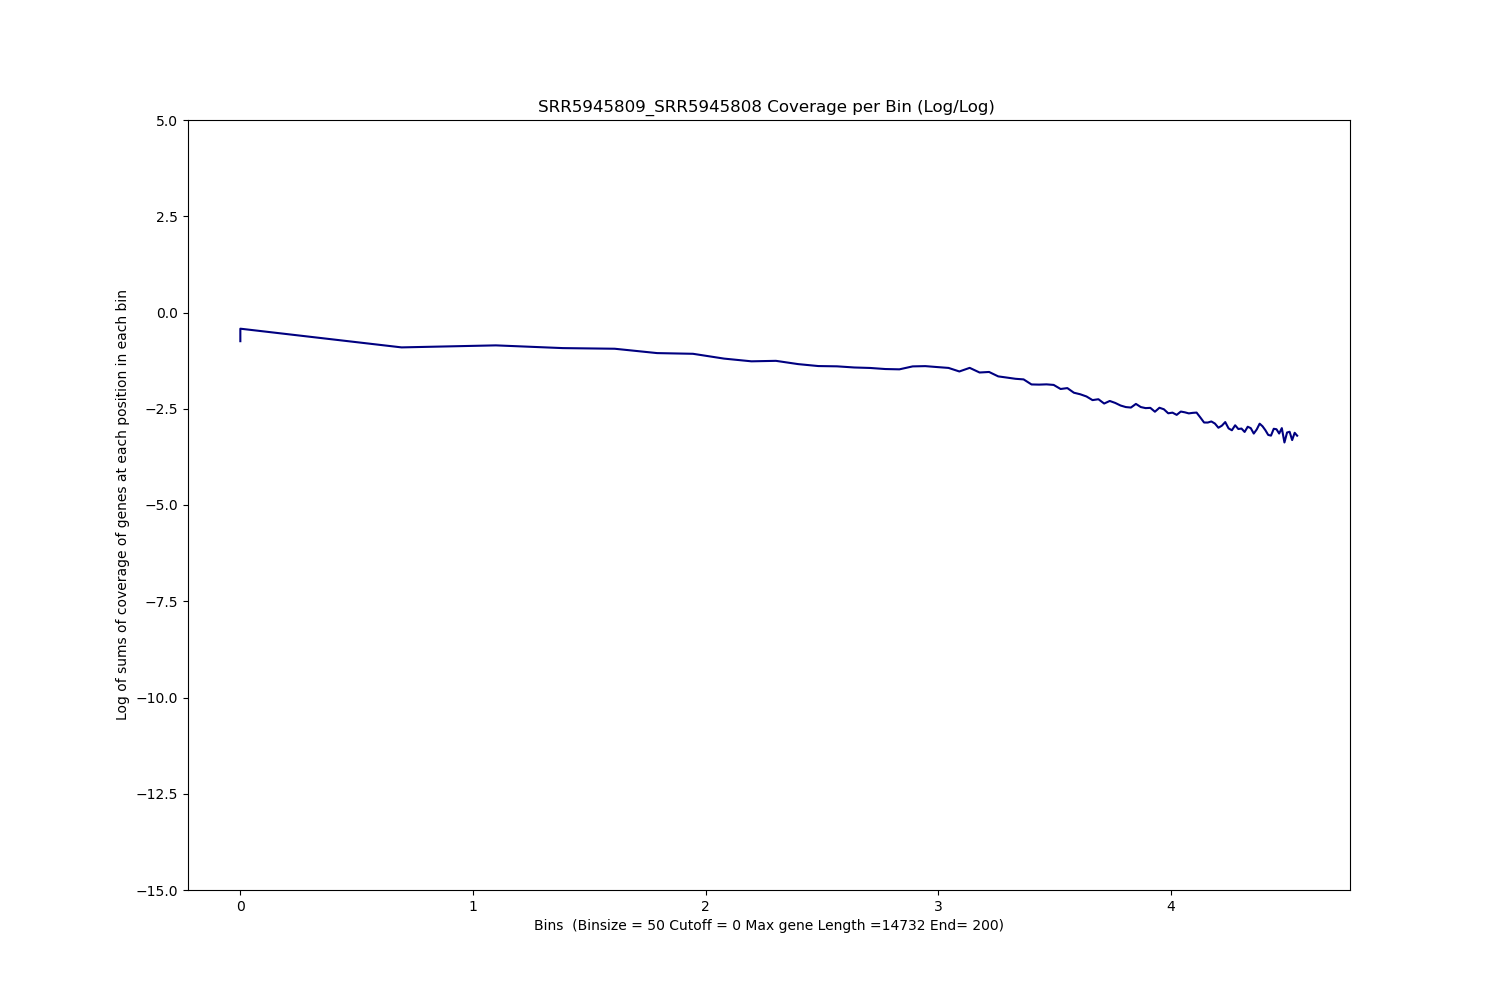 SRR5945809_SRR5945808 Coverage per Bin (Log/Log)
5.0
2.5
0.0
−2.5
−5.0
−7.5
−10.0
−12.5
−15.0
Log of sums of coverage of genes at each position in each bin
0 1 2 3 4
Bins  (Binsize = 50 Cutoff = 0 Max gene Length =14732 End= 200)